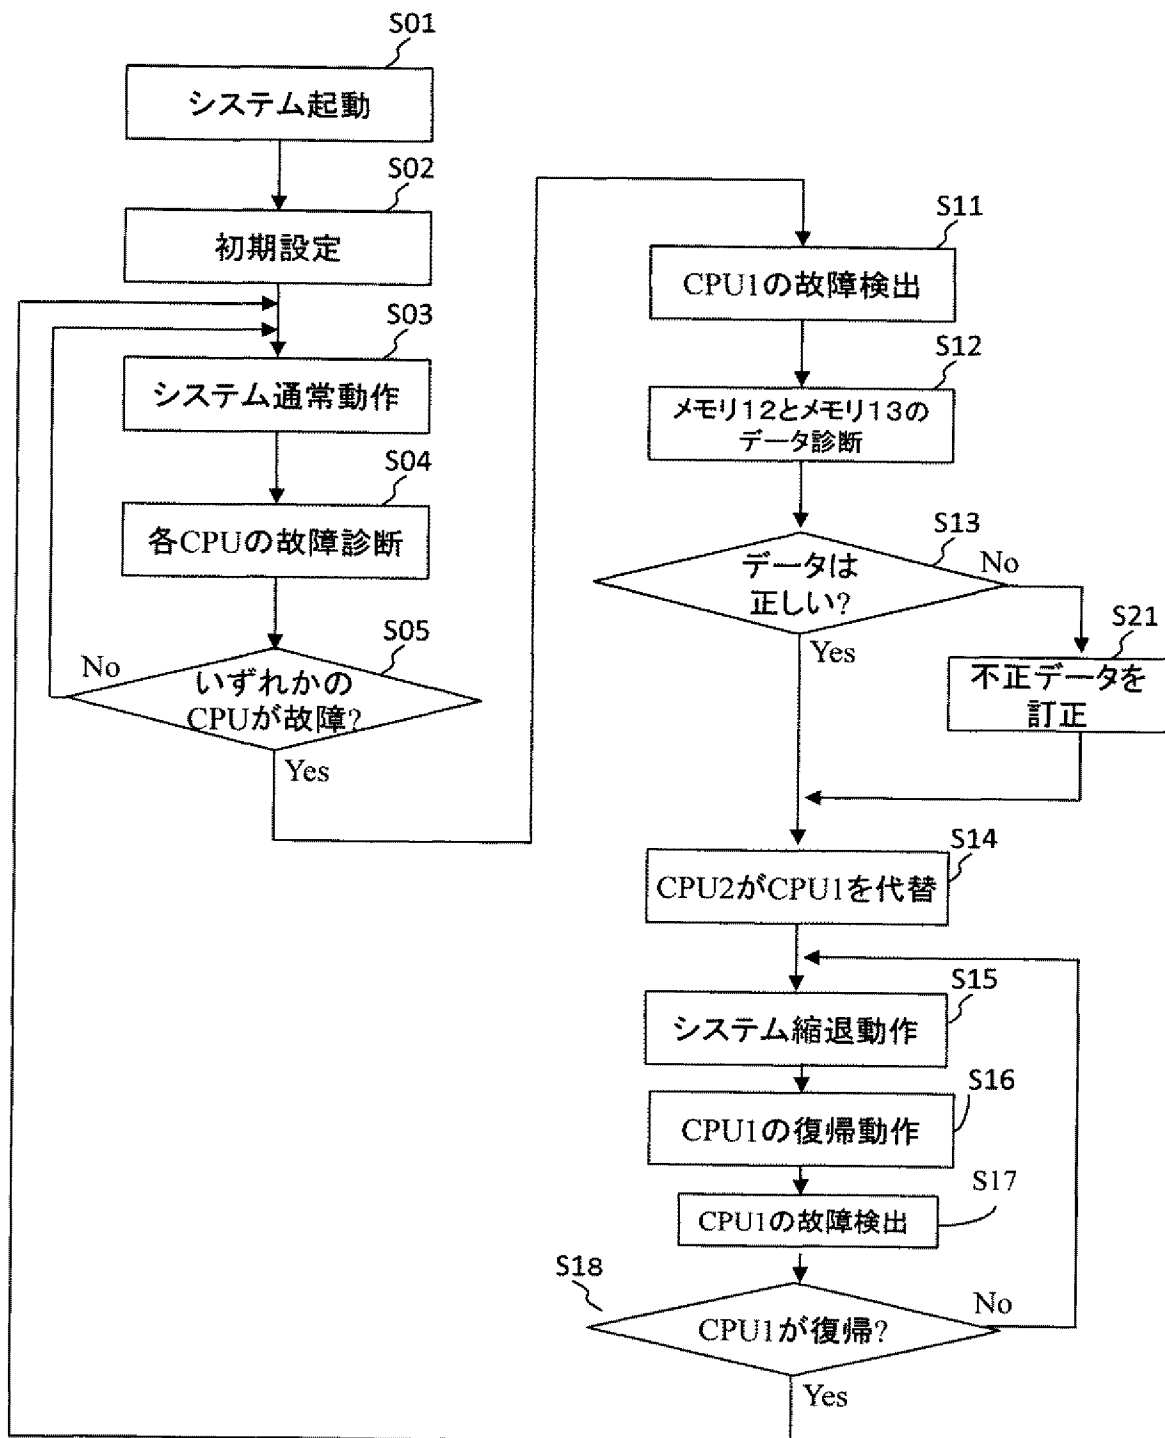 S01
システム起動
S02
初期設定
S03
システム通常動作
S04
各CPUの故障診断
S05
No
いずれかの
CPUが故障?
Yes
S11
CPU1の故障検出
S12
メモリ12とメモリ13の
データ診断
S13
データは
正しい?
No
Yes
S21
不正データを
訂正
S14
CPU2がCPU1を代替
S15
システム縮退動作
S16
CPU1の復帰動作
S17
CPU1の故障検出
S18
CPU1が復帰?
No
Yes